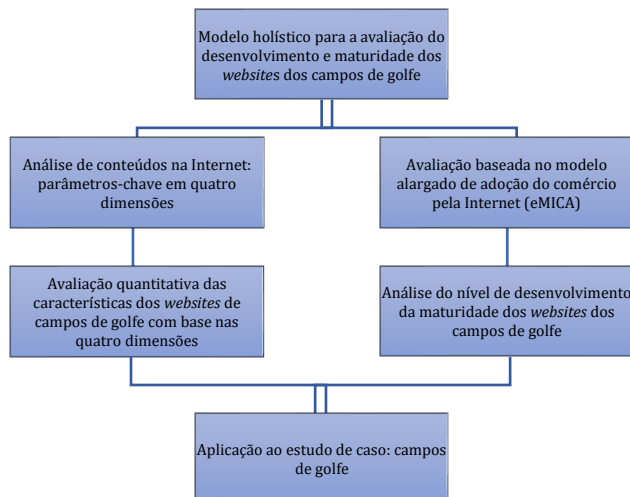 Modelo holístico para a avaliação do
desenvolvimento e maturidade dos
websites dos campos de golfe
Análise de conteúdos na Internet:
parâmetros-chave em quatro
dimensões
Avaliação baseada no modelo
alargado de adoção do comércio
pela Internet (eMICA)
Avaliação quantitativa das
características dos websites de
campos de golfe com base nas
quatro dimensões
Análise do nível de desenvolvimento
da maturidade dos websites dos
campos de golfe
Aplicação ao estudo de caso: campos
de golfe